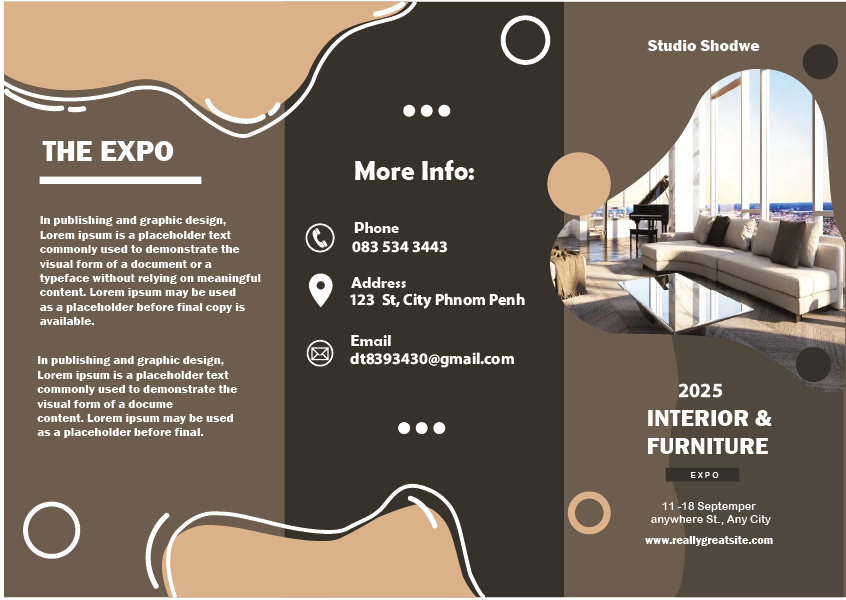 THE EXPO
In publishing and graphic design,
Lorem ipsum is a placeholder text
commonly used to demonstrate the
visual form of a document or a
typeface without relying on meaningful
content. Lorem ipsum may be used
as a placeholder before final copy is
available.
In publishing and graphic design,
Lorem ipsum is a placeholder text
commonly used to demonstrate the
visual form of a docume
content. Lorem ipsum may be used
as a placeholder before final.
More Info:
Phone
083 534 3443
Address
123 St, City Phnom Penh
Email
dt8393430@gmail.com
Studio Shodwe
2025
INTERIOR &
FURNITURE
EXPO
11 -18 Septemper
anywhere St., Any City
www.reallygreatsite.com